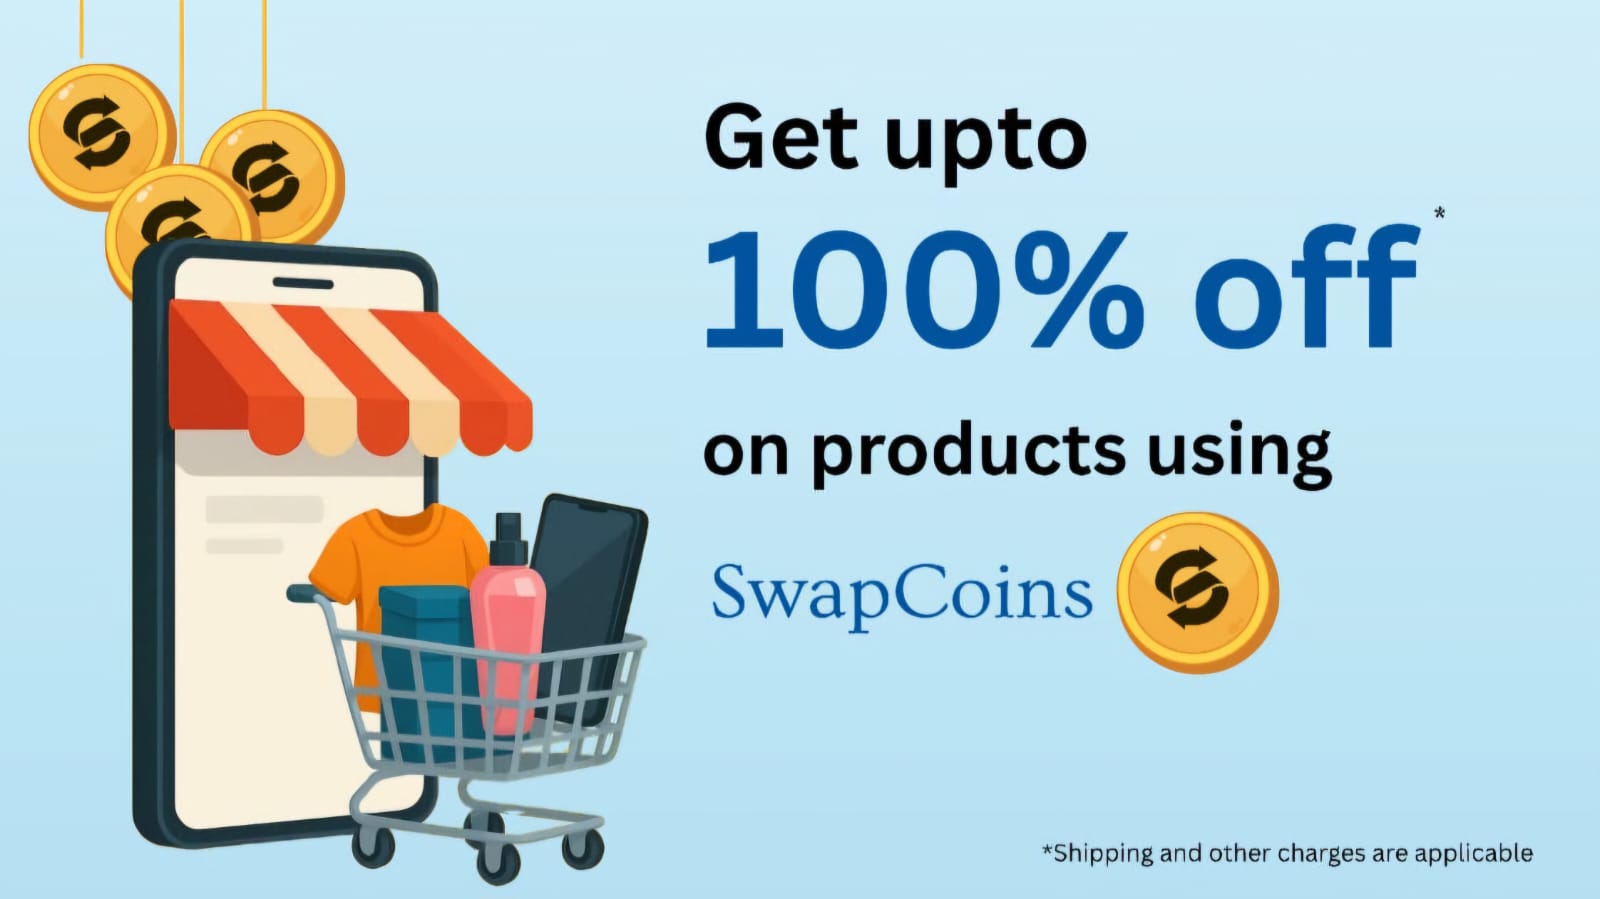 Get upto
100% off*
on products using
SwapCoins
*Shipping and other charges are applicable